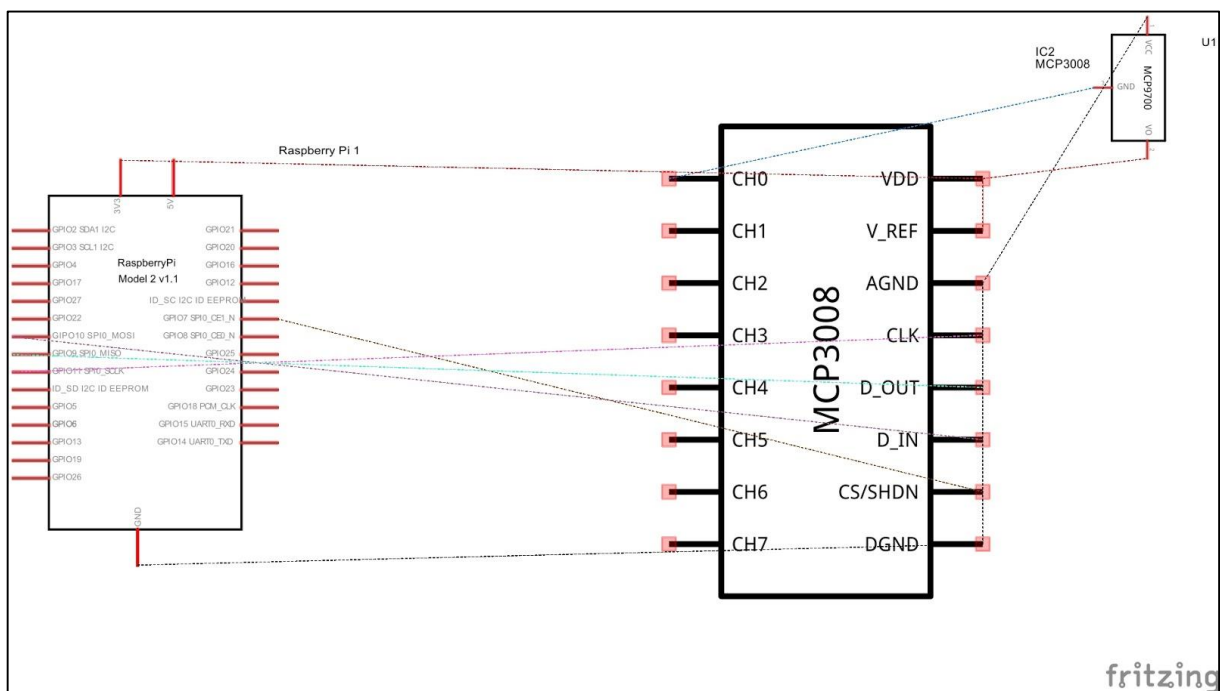 IC2
MCP3008
U1
VCC
GND
MCP9700
VO
Raspberry Pi 1
3V3
5V
GPIO2 SDA1 I2C
GPIO3 SCL1 I2C
GPIO4
GPIO17
GPIO27
GPIO22
GIPO10 SPI0_MOSI
GPIO9 SPI0_MISO
GPIO11 SPI0_SCLK
ID_SD I2C ID EEPROM
GPIO5
GPIO6
GPIO13
GPIO19
GPIO26
RaspberryPi
Model 2 v1.1
GPIO21
GPIO20
GPIO16
GPIO12
ID_SC I2C ID EEPROM
GPIO7 SPI0_CE1_N
GPIO8 SPI0_CE0_N
GPIO25
GPIO24
GPIO23
GPIO18 PCM_CLK
GPIO15 UART0_RXD
GPIO14 UART0_TXD
GND
CH0
CH1
CH2
CH3
CH4
CH5
CH6
CH7
MCP3008
VDD
V_REF
AGND
CLK
D_OUT
D_IN
CS/SHDN
DGND
fritzing